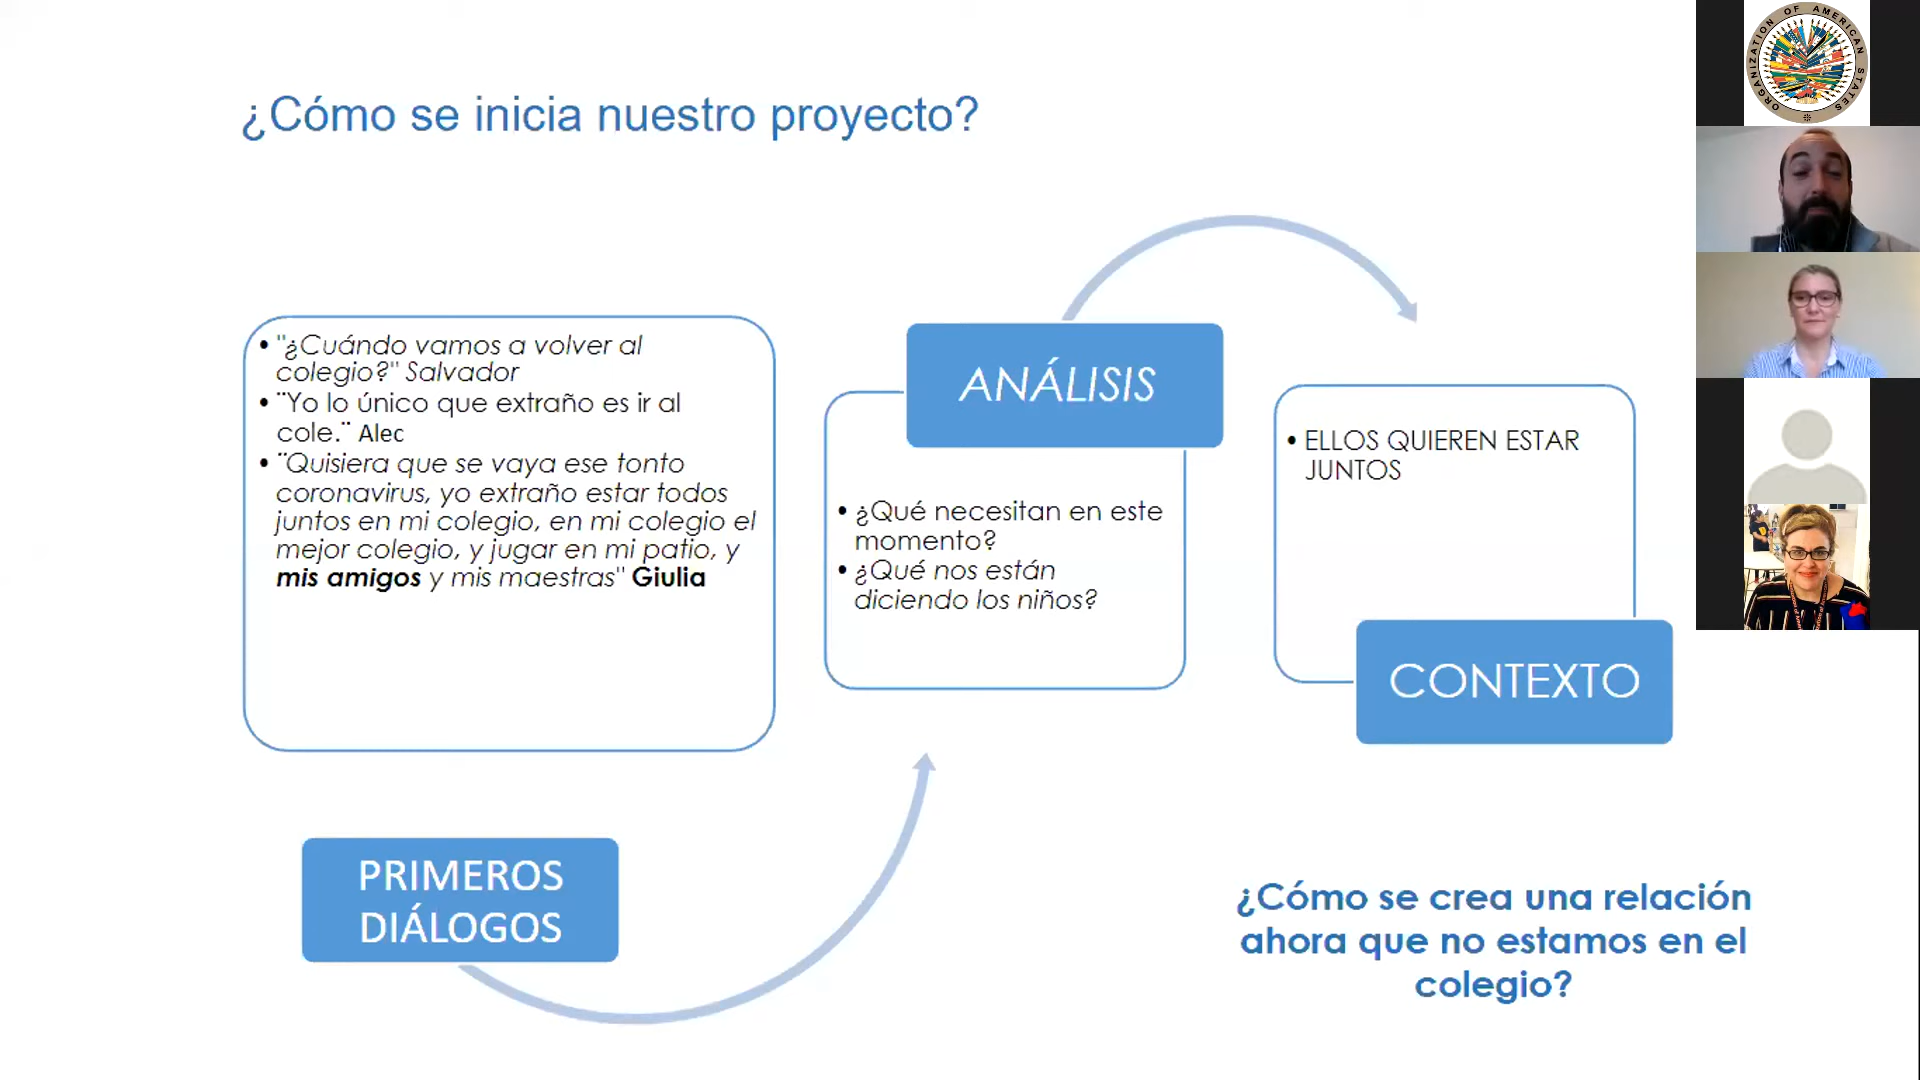 ¿Cómo se inicia nuestro proyecto?
• "¿Cuándo vamos a volver al
colegio?" Salvador
• ¨Yo lo único que extraño es ir al
cole.¨ Alec
• ¨Quisiera que se vaya ese tonto
coronavirus, yo extraño estar todos
juntos en mi colegio, en mi colegio el
mejor colegio, y jugar en mi patio, y
mis amigos y mis maestras" Giulia
PRIMEROS
DIÁLOGOS
ANÁLISIS
• ¿Qué necesitan en este
momento?
• ¿Qué nos están
diciendo los niños?
• ELLOS QUIEREN ESTAR
JUNTOS
CONTEXTO
¿Cómo se crea una relación
ahora que no estamos en el
colegio?
ORGANIZATION OF AMERICAN STATES